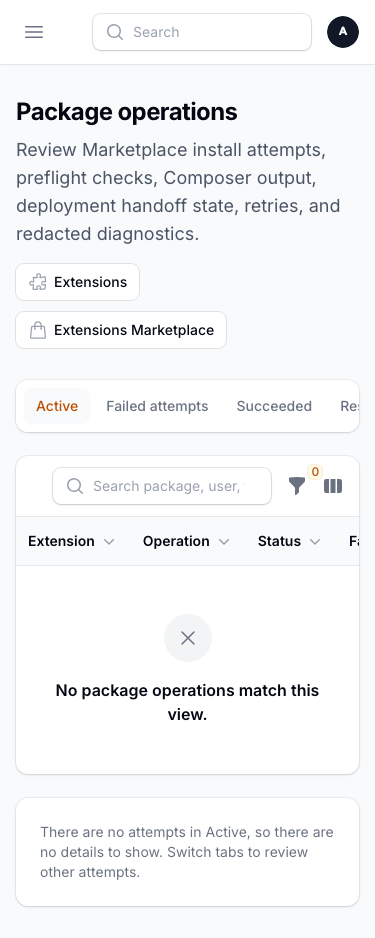 Search
A
Package operations
Review Marketplace install attempts,
preflight checks, Composer output,
deployment handoff state, retries, and
redacted diagnostics.
Extensions
Extensions Marketplace
Active Failed attempts Succeeded Res
Search package, user,
0
Extension Operation Status Fa
No package operations match this
view.
There are no attempts in Active, so there are
no details to show. Switch tabs to review
other attempts.